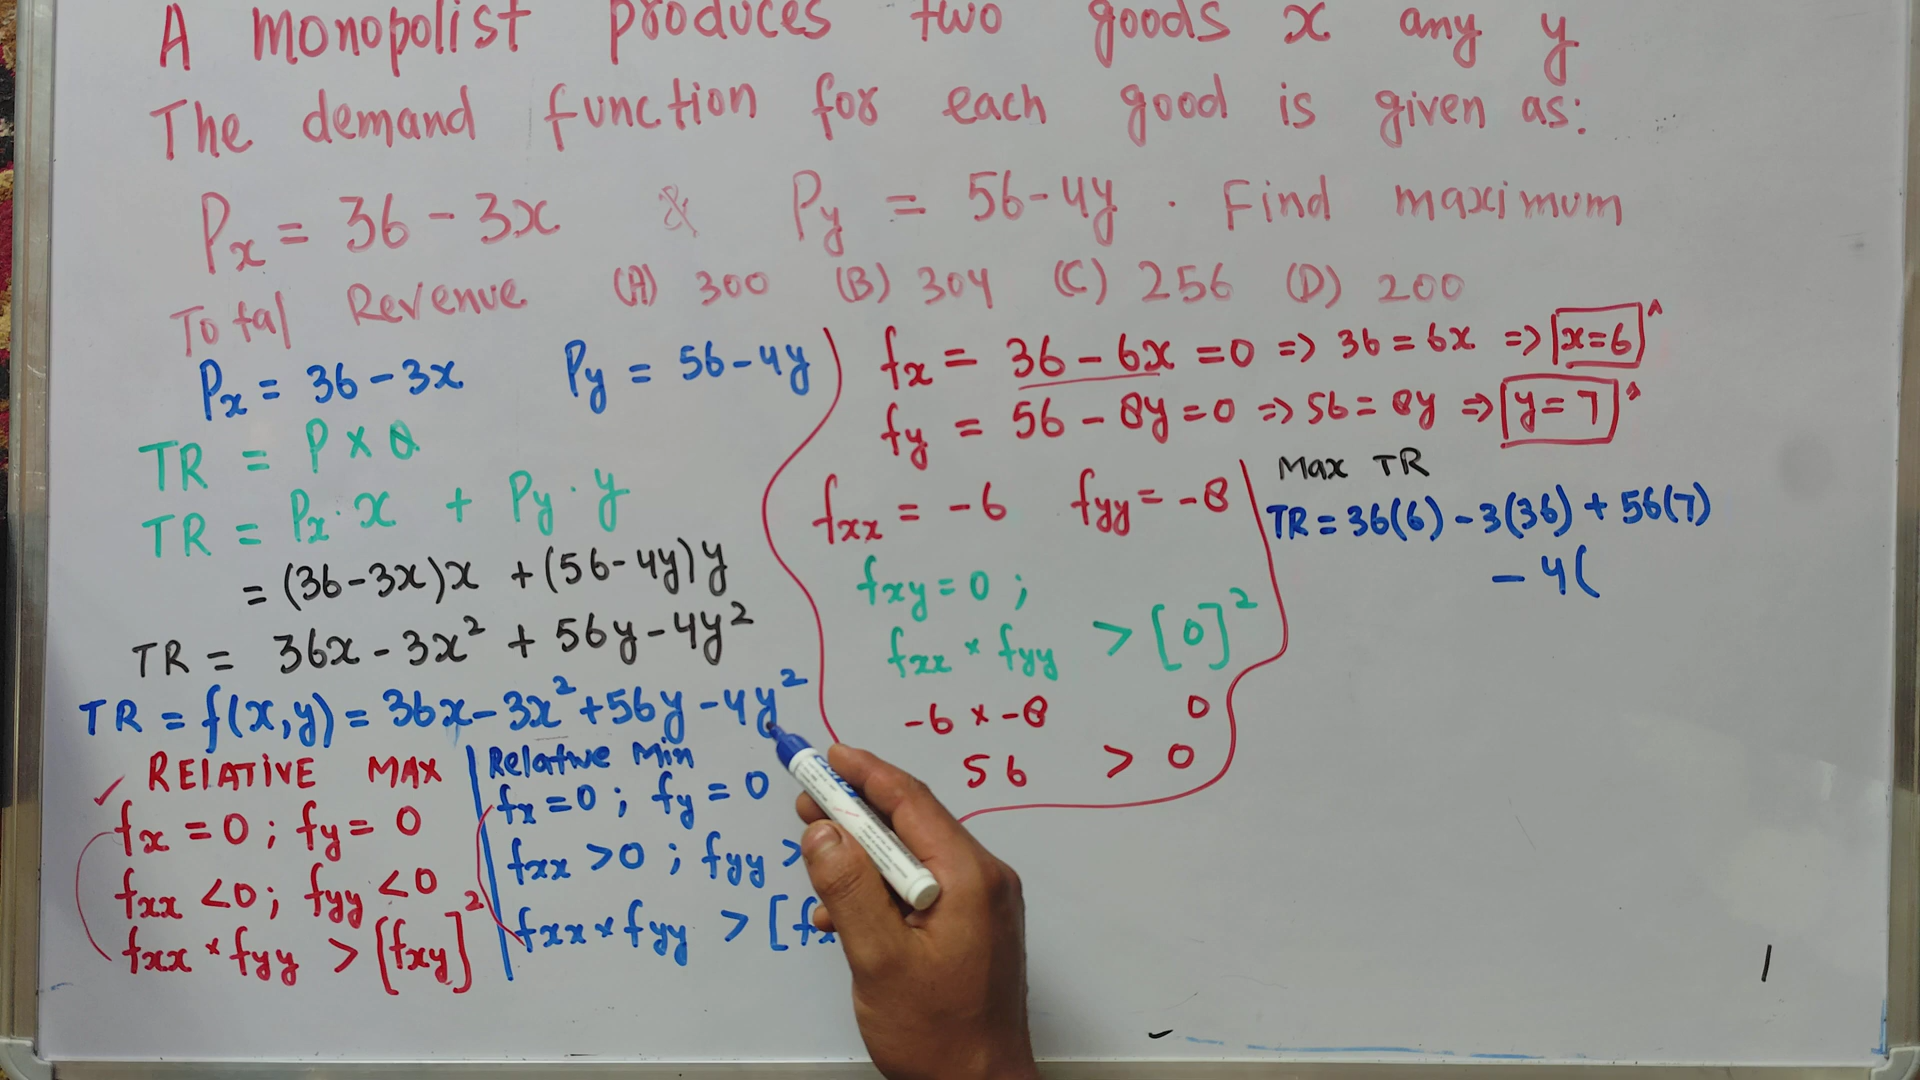 A monopolist produces two goods x any y
The demand function for each good is given as:
Px = 36 - 3x & Py = 56 - 4y . Find maximum
Total Revenue (A) 300 (B) 304 (C) 256 (D) 200
Px = 36 - 3x Py = 56 - 4y
TR = P × Q
TR = Px · x + Py · y
= (36-3x)x + (56-4y)y
TR = 36x - 3x² + 56y - 4y²
TR = f(x,y) = 36x - 3x² + 56y - 4y²
✓ RELATIVE MAX
fx = 0 ; fy = 0
fxx < 0 ; fyy < 0
fxx * fyy > [fxy]²
Relative Min
fx = 0 ; fy = 0
fxx > 0 ; fyy >
fxx * fyy > [fx
fx = 36 - 6x = 0 => 36 = 6x => x = 6
fy = 56 - 8y = 0 => 56 = 8y => y = 7
fxx = -6 fyy = -8
fxy = 0 ;
fxx * fyy > [0]²
-6 × -8 0
56 > 0
Max TR
TR = 36(6) - 3(36) + 56(7)
- 4(